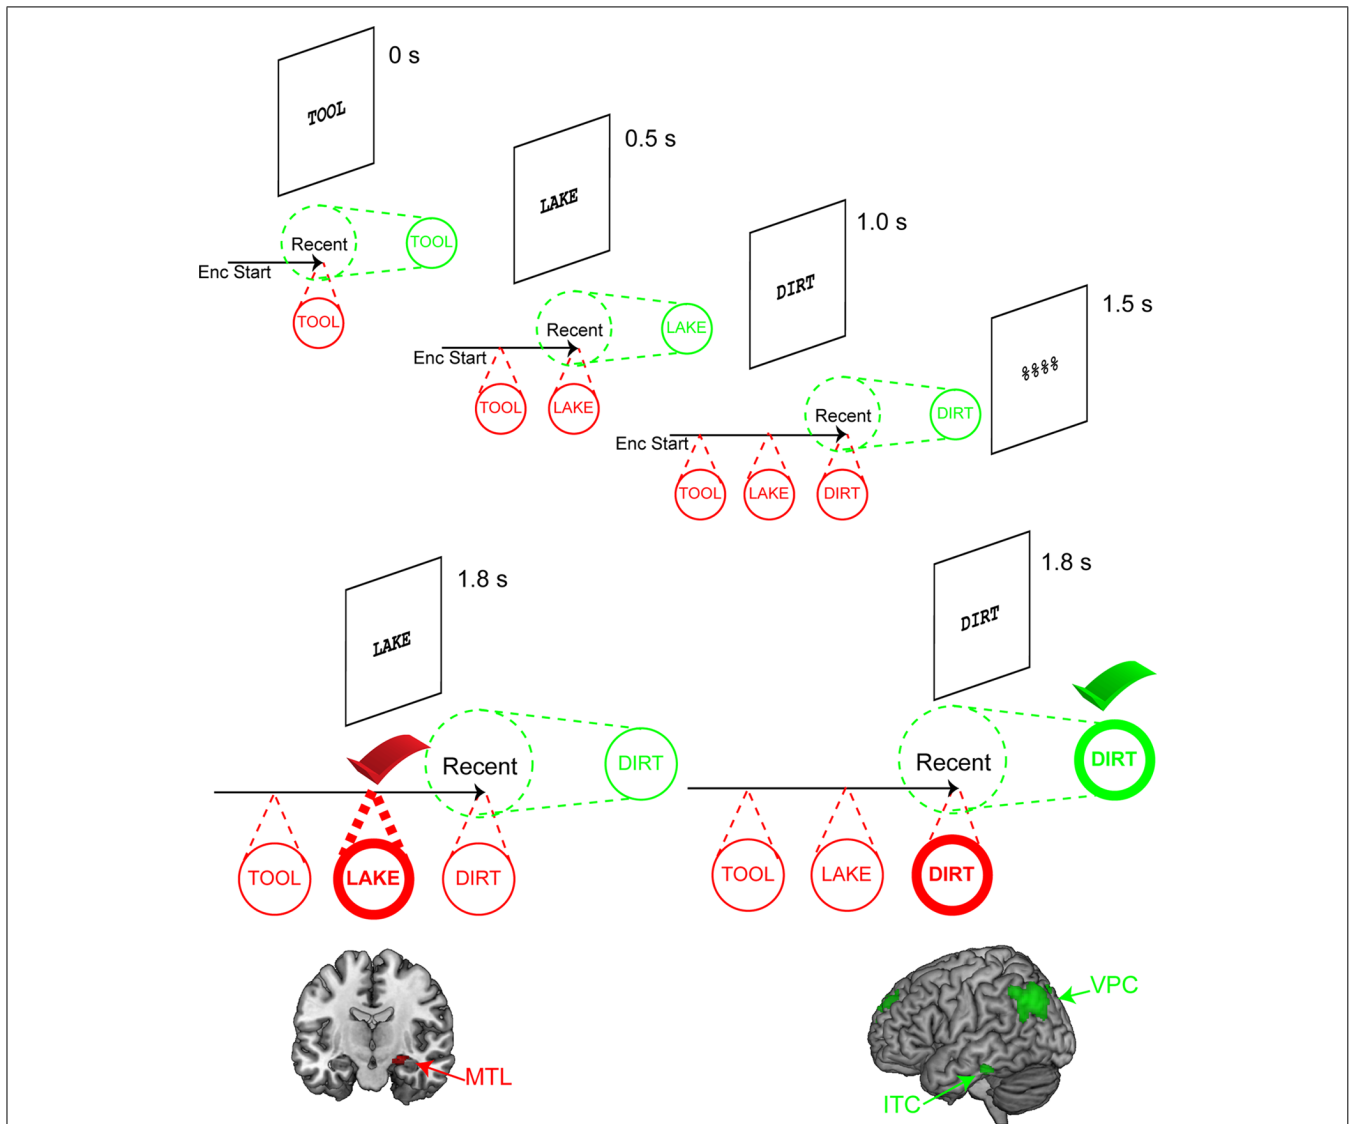 0 s
TOOL
Recent
TOOL
Enc Start
TOOL
0.5 s
LAKE
Recent
LAKE
Enc Start
TOOL
LAKE
1.0 s
DIRT
Recent
DIRT
Enc Start
TOOL
LAKE
DIRT
1.5 s
%%%%
1.8 s
LAKE
Recent
DIRT
TOOL
LAKE
DIRT
1.8 s
DIRT
Recent
DIRT
TOOL
LAKE
DIRT
MTL
VPC
ITC